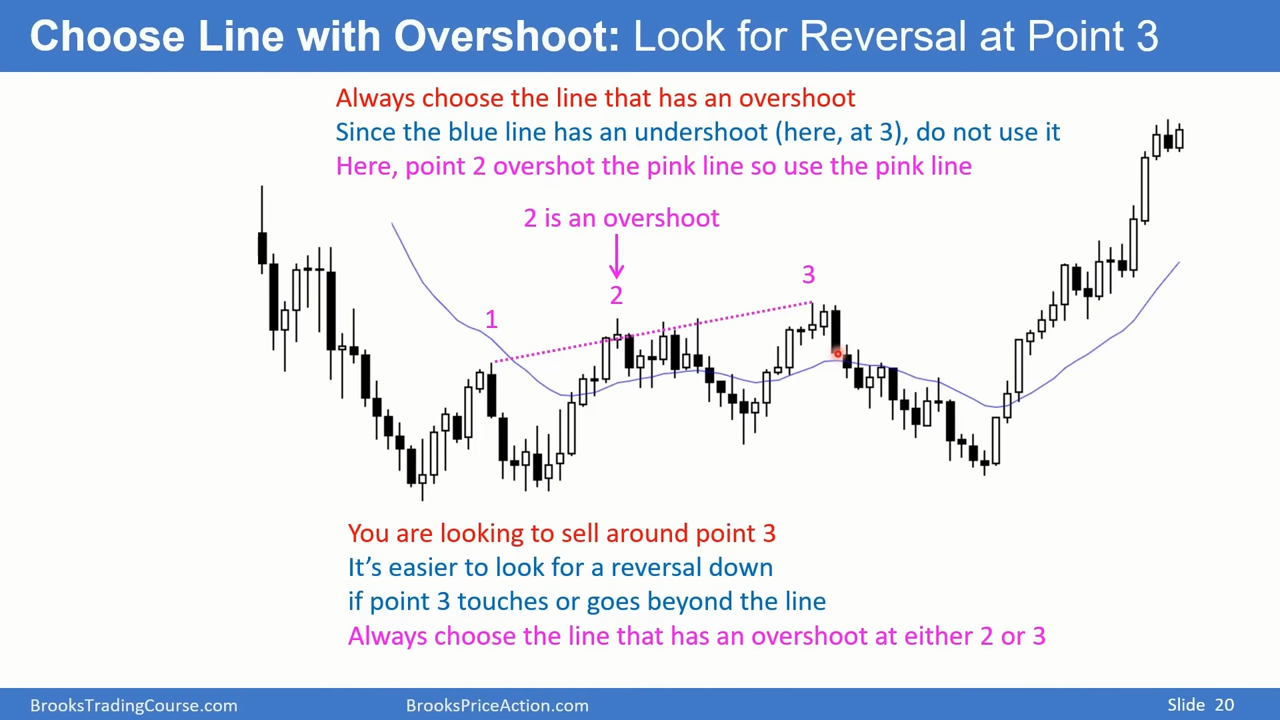 Choose Line with Overshoot: Look for Reversal at Point 3
Always choose the line that has an overshoot
Since the blue line has an undershoot (here, at 3), do not use it
Here, point 2 overshot the pink line so use the pink line
2 is an overshoot
3
2
1
You are looking to sell around point 3
It’s easier to look for a reversal down
if point 3 touches or goes beyond the line
Always choose the line that has an overshoot at either 2 or 3
BrooksTradingCourse.com
BrooksPriceAction.com
Slide 20